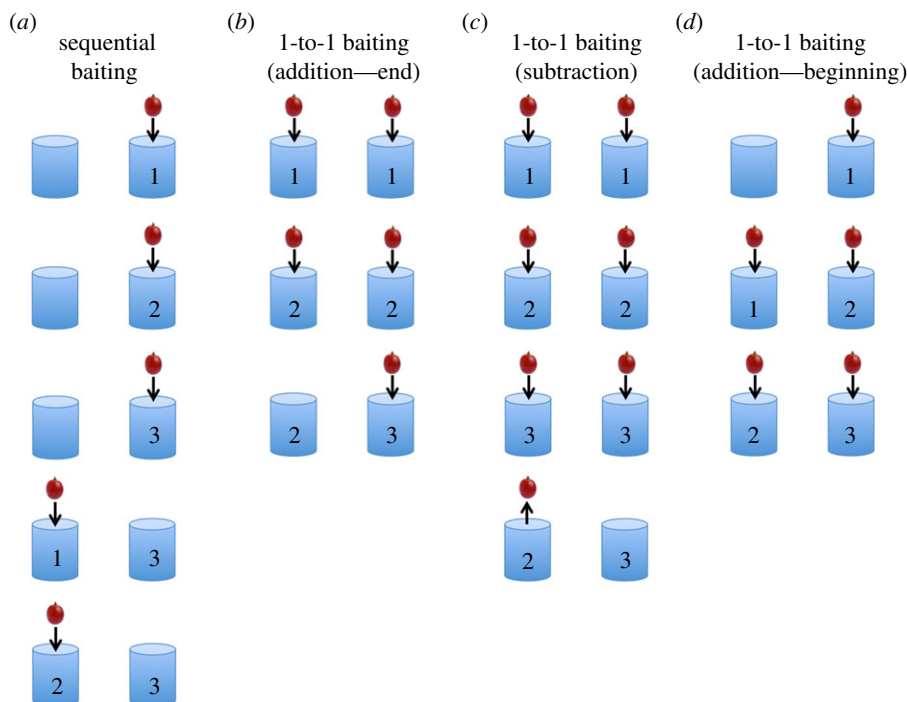 (a)
sequential
baiting
(b)
1-to-1 baiting
(addition—end)
(c)
1-to-1 baiting
(subtraction)
(d)
1-to-1 baiting
(addition—beginning)
1
1 1
1 1
1
2
2 2
2 2
1 2
3
2 3
3 3
2 3
1 3
2 3
2 3